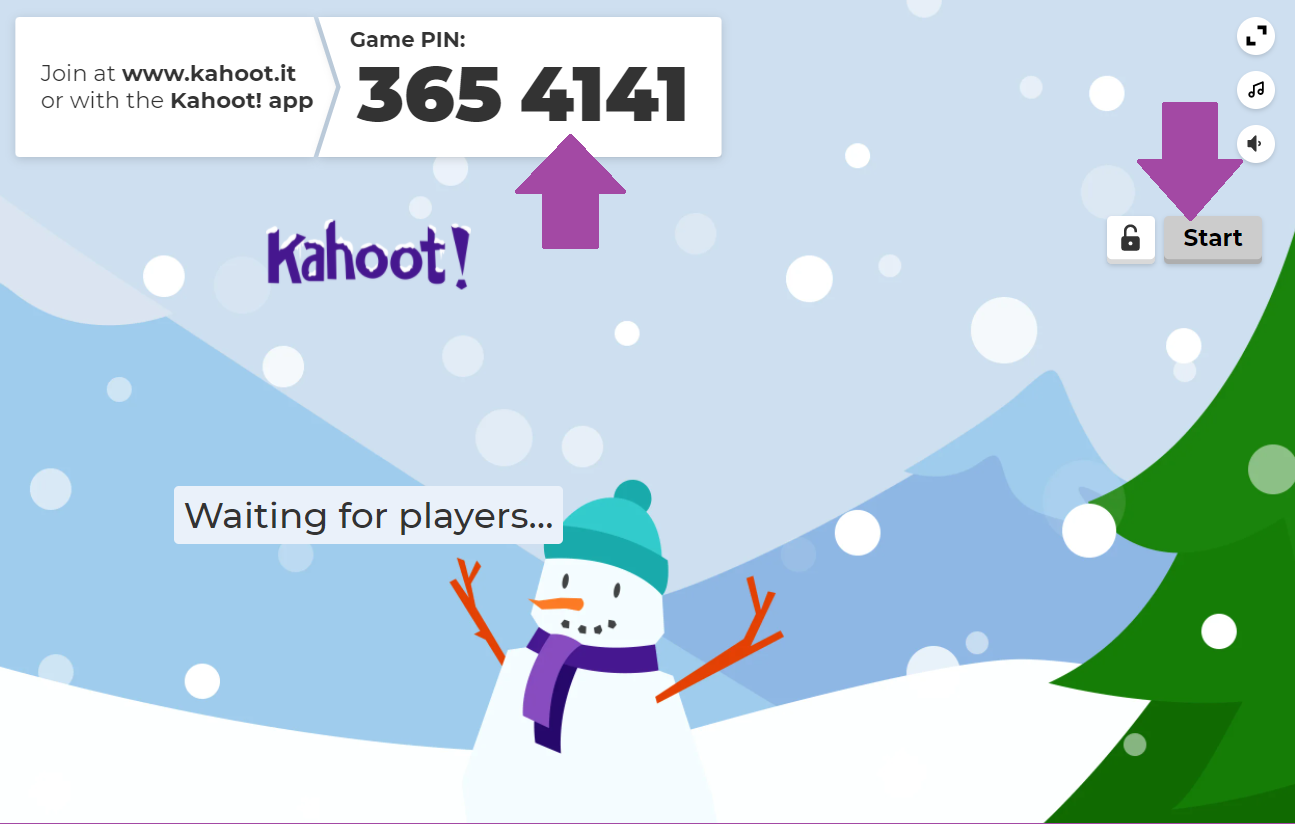 Join at www.kahoot.it
or with the Kahoot! app
Game PIN:
365 4141
Kahoot!
Start
Waiting for players...